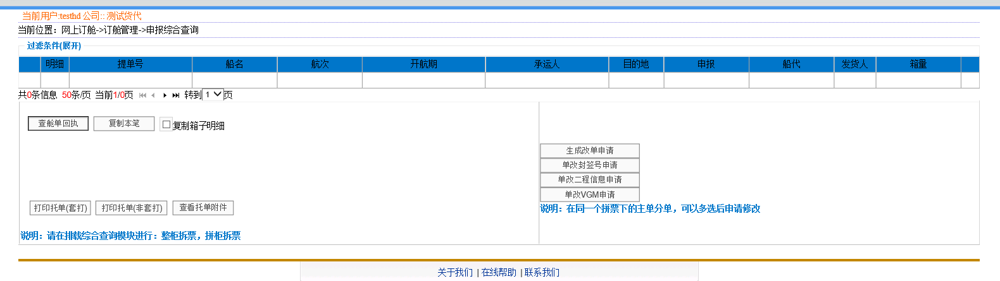 当前用户:testhd 公司:: 测试货代
当前位置：网上订舱->订舱管理->申报综合查询
过滤条件(展开)
明细 提单号 船名 航次 开航期 承运人 目的地 申报 船代 发货人 箱量
共0条信息 50条/页 当前1/0页 转到 1 页
查舱单回执 复制本笔 复制箱子明细
生成改单申请
单改封签号申请
单改二程信息申请
单改VGM申请
打印托单(套打) 打印托单(非套打) 查看托单附件
说明：在同一个拼票下的主单分单，可以多选后申请修改
说明：请在排载综合查询模块进行：整柜拆票，拼柜拆票
关于我们 | 在线帮助 | 联系我们